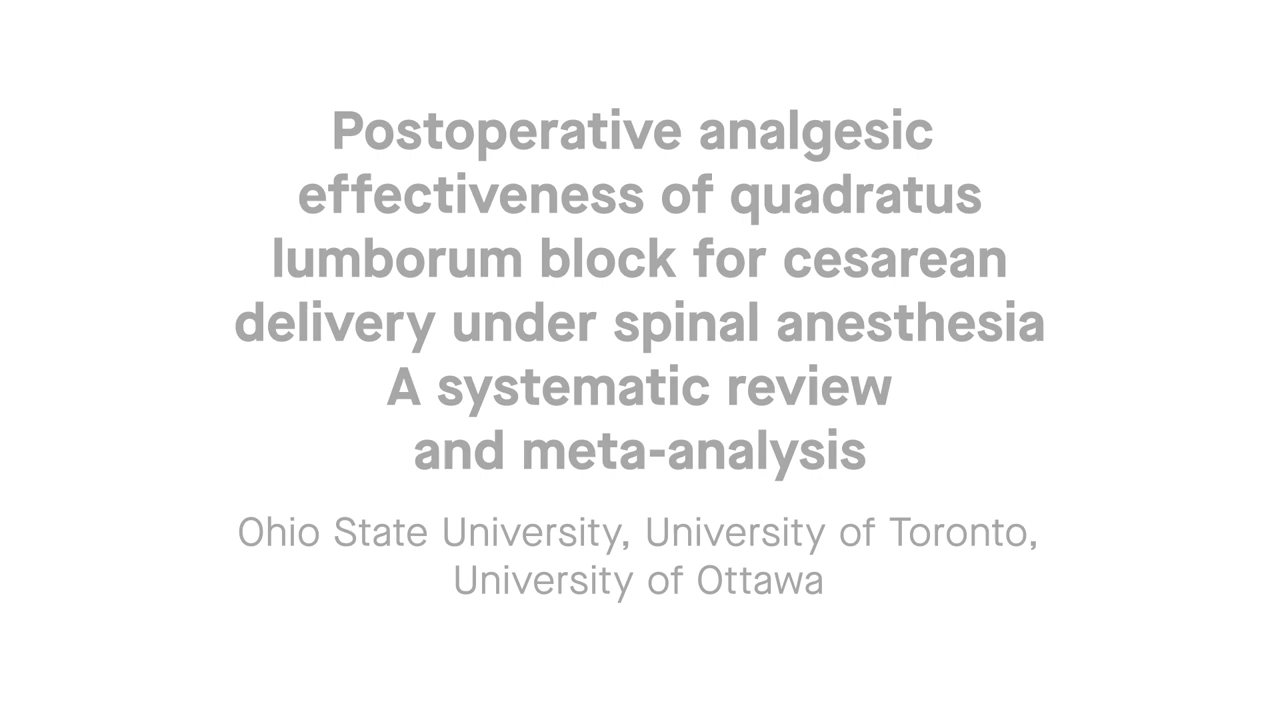 Postoperative analgesic
effectiveness of quadratus
lumborum block for cesarean
delivery under spinal anesthesia
A systematic review
and meta-analysis
Ohio State University, University of Toronto,
University of Ottawa